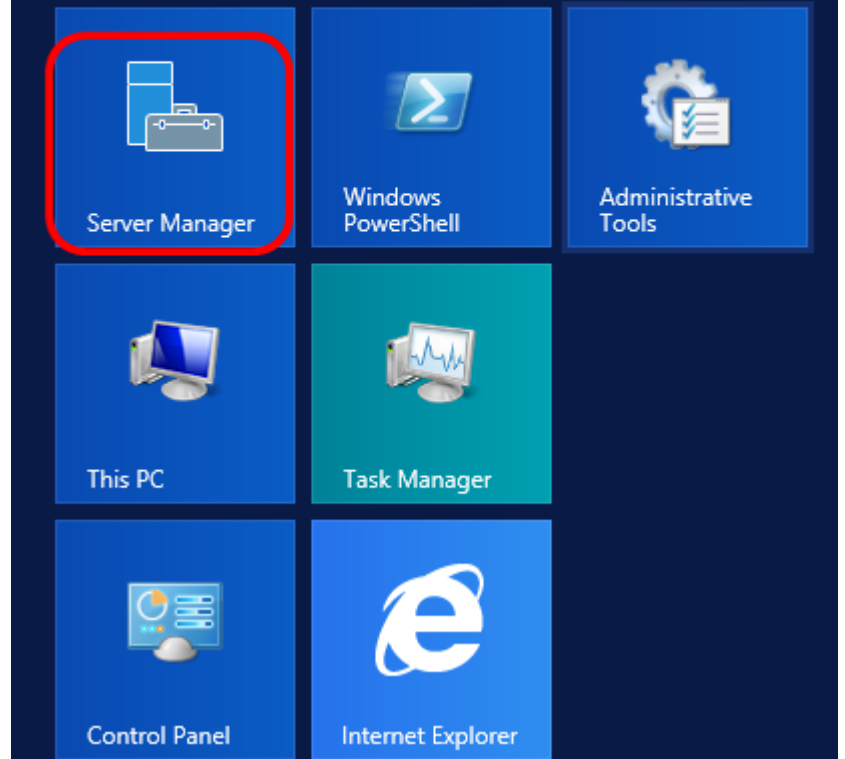 Server Manager
Windows
PowerShell
Administrative
Tools
This PC
Task Manager
Control Panel
Internet Explorer